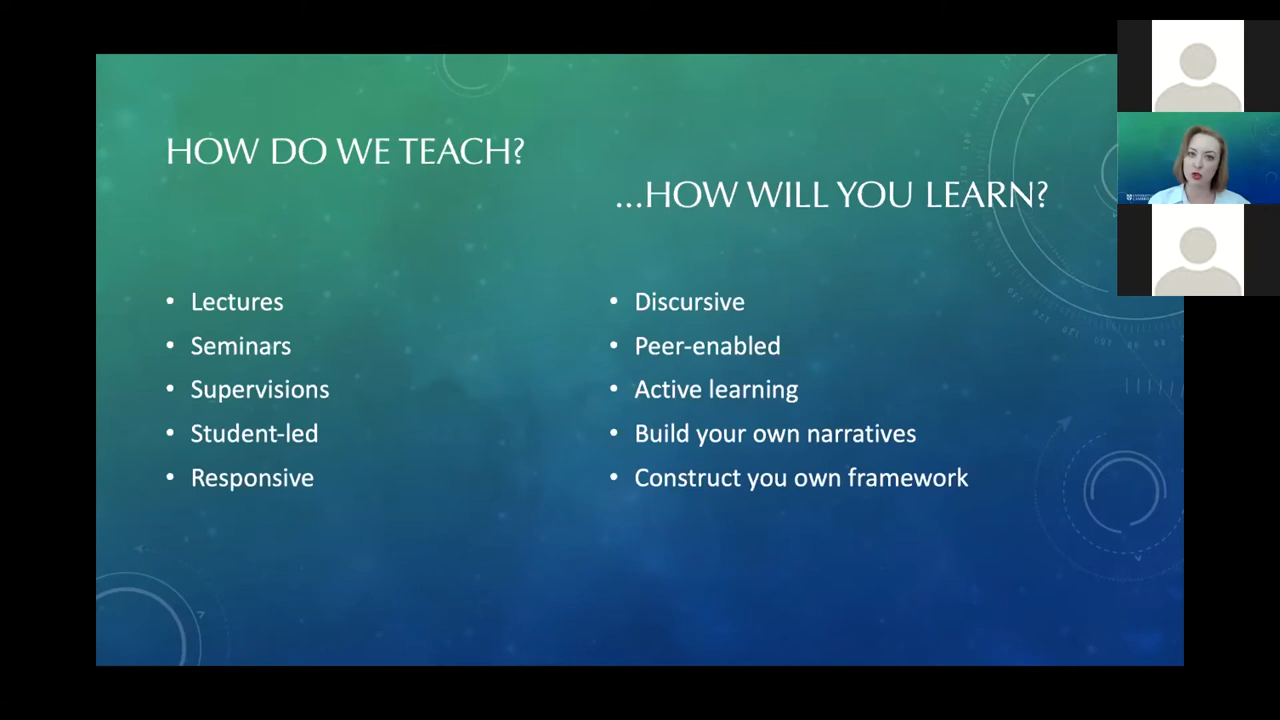 HOW DO WE TEACH?
...HOW WILL YOU LEARN?
• Lectures
• Seminars
• Supervisions
• Student-led
• Responsive
• Discursive
• Peer-enabled
• Active learning
• Build your own narratives
• Construct you own framework